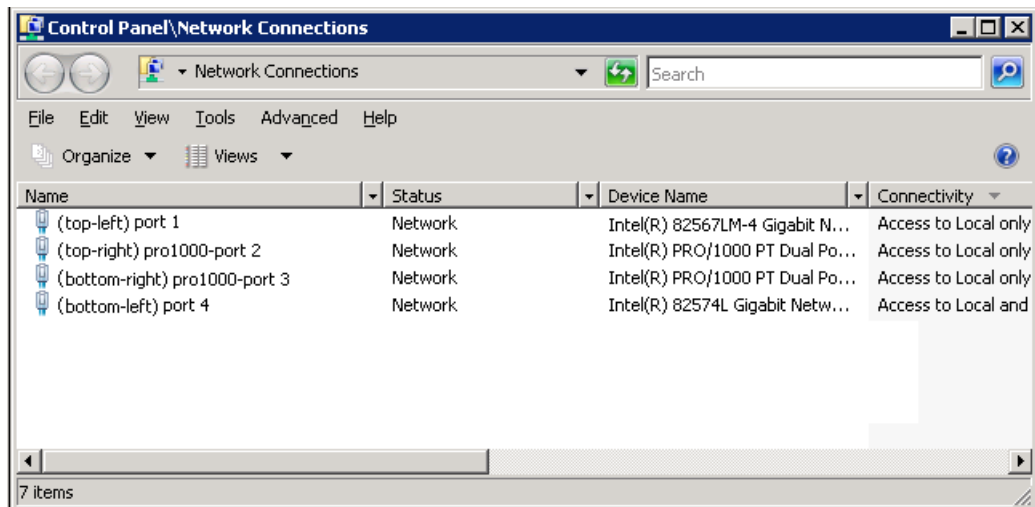 Control Panel\Network Connections
Network Connections
Search
File Edit View Tools Advanced Help
Organize Views
Name Status Device Name Connectivity
(top-left) port 1 Network Intel(R) 82567LM-4 Gigabit N... Access to Local only
(top-right) pro1000-port 2 Network Intel(R) PRO/1000 PT Dual Po... Access to Local only
(bottom-right) pro1000-port 3 Network Intel(R) PRO/1000 PT Dual Po... Access to Local only
(bottom-left) port 4 Network Intel(R) 82574L Gigabit Netw... Access to Local and
7 items